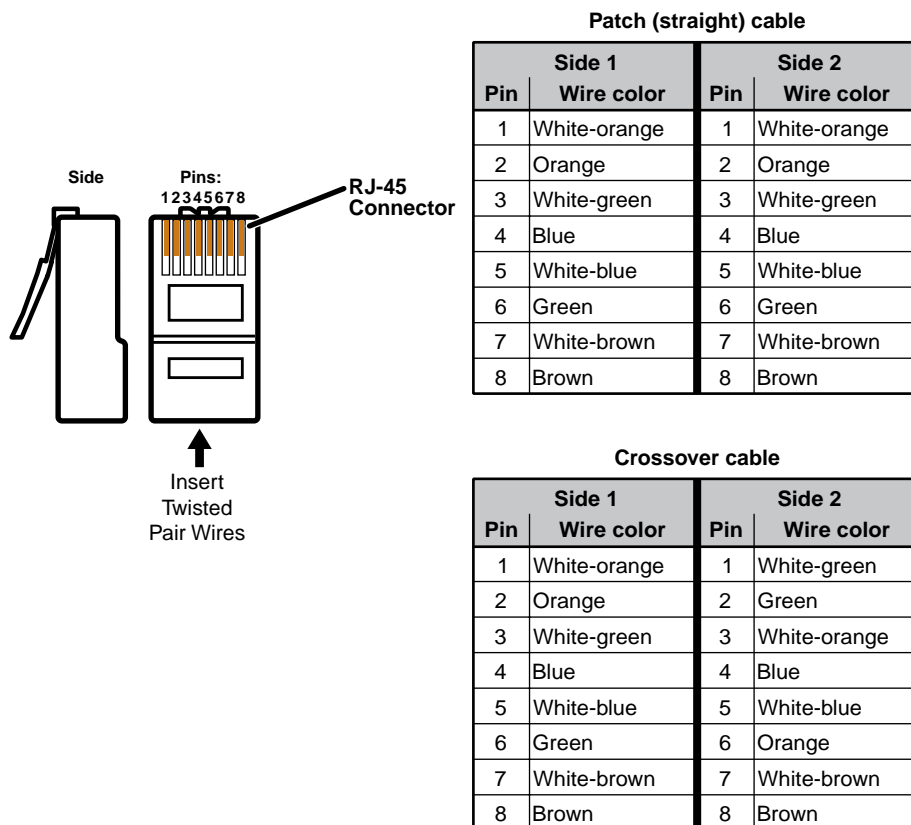 Patch (straight) cable
Side 1 Side 2
Pin Wire color Pin Wire color
1 White-orange 1 White-orange
2 Orange 2 Orange
3 White-green 3 White-green
4 Blue 4 Blue
5 White-blue 5 White-blue
6 Green 6 Green
7 White-brown 7 White-brown
8 Brown 8 Brown
Side
Pins:
12345678
RJ-45
Connector
Insert
Twisted
Pair Wires
Crossover cable
Side 1 Side 2
Pin Wire color Pin Wire color
1 White-orange 1 White-green
2 Orange 2 Green
3 White-green 3 White-orange
4 Blue 4 Blue
5 White-blue 5 White-blue
6 Green 6 Orange
7 White-brown 7 White-brown
8 Brown 8 Brown